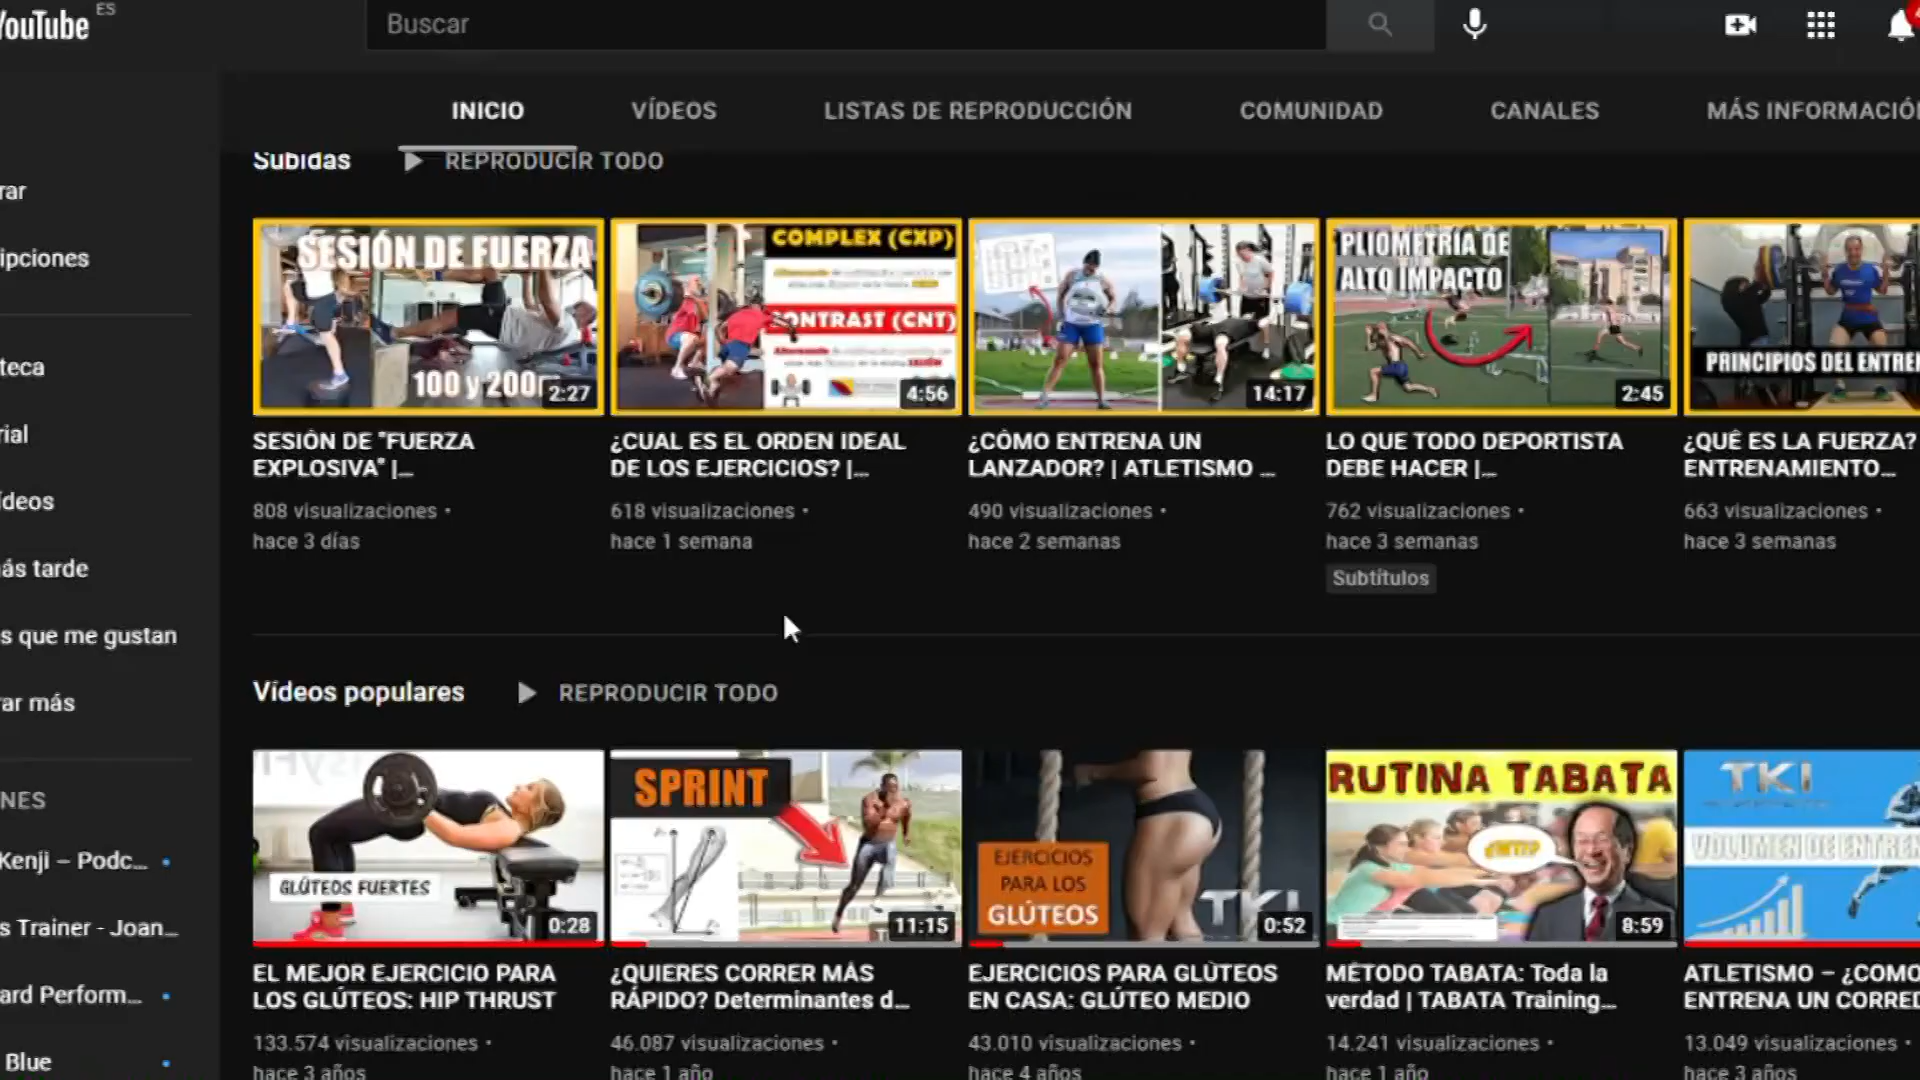 YouTube ES
Buscar
INICIO
VÍDEOS
LISTAS DE REPRODUCCIÓN
COMUNIDAD
CANALES
MÁS INFORMACIÓN
Subidas
REPRODUCIR TODO
rar
ipciones
teca
rial
ídeos
ás tarde
s que me gustan
rar más
NES
Kenji – Podc...
s Trainer - Joan...
ard Perform...
Blue
SESIÓN DE FUERZA
100 y 200m
2:27
COMPLEX (CXP)
CONTRAST (CNT)
4:56
14:17
PLIOMETRÍA DE
ALTO IMPACTO
2:45
PRINCIPIOS DEL ENTRE
SESIÓN DE "FUERZA
EXPLOSIVA" |...
808 visualizaciones •
hace 3 días
¿CUAL ES EL ORDEN IDEAL
DE LOS EJERCICIOS? |...
618 visualizaciones •
hace 1 semana
¿CÓMO ENTRENA UN
LANZADOR? | ATLETISMO ...
490 visualizaciones •
hace 2 semanas
LO QUE TODO DEPORTISTA
DEBE HACER |...
762 visualizaciones •
hace 3 semanas
Subtítulos
¿QUÉ ES LA FUERZA?
ENTRENAMIENTO...
663 visualizaciones •
hace 3 semanas
Vídeos populares
REPRODUCIR TODO
GLÚTEOS FUERTES
0:28
SPRINT
11:15
EJERCICIOS
PARA LOS
GLÚTEOS
TKI
0:52
RUTINA TABATA
8:59
TKI
VOLUMEN DE ENTREN
EL MEJOR EJERCICIO PARA
LOS GLÚTEOS: HIP THRUST
133.574 visualizaciones •
hace 3 años
¿QUIERES CORRER MÁS
RÁPIDO? Determinantes d...
46.087 visualizaciones •
hace 1 año
EJERCICIOS PARA GLÙTEOS
EN CASA: GLÚTEO MEDIO
43.010 visualizaciones •
hace 4 años
MÉTODO TABATA: Toda la
verdad | TABATA Training...
14.241 visualizaciones •
hace 1 año
ATLETISMO – ¿COMO
ENTRENA UN CORRED
13.049 visualizaciones •
hace 3 años